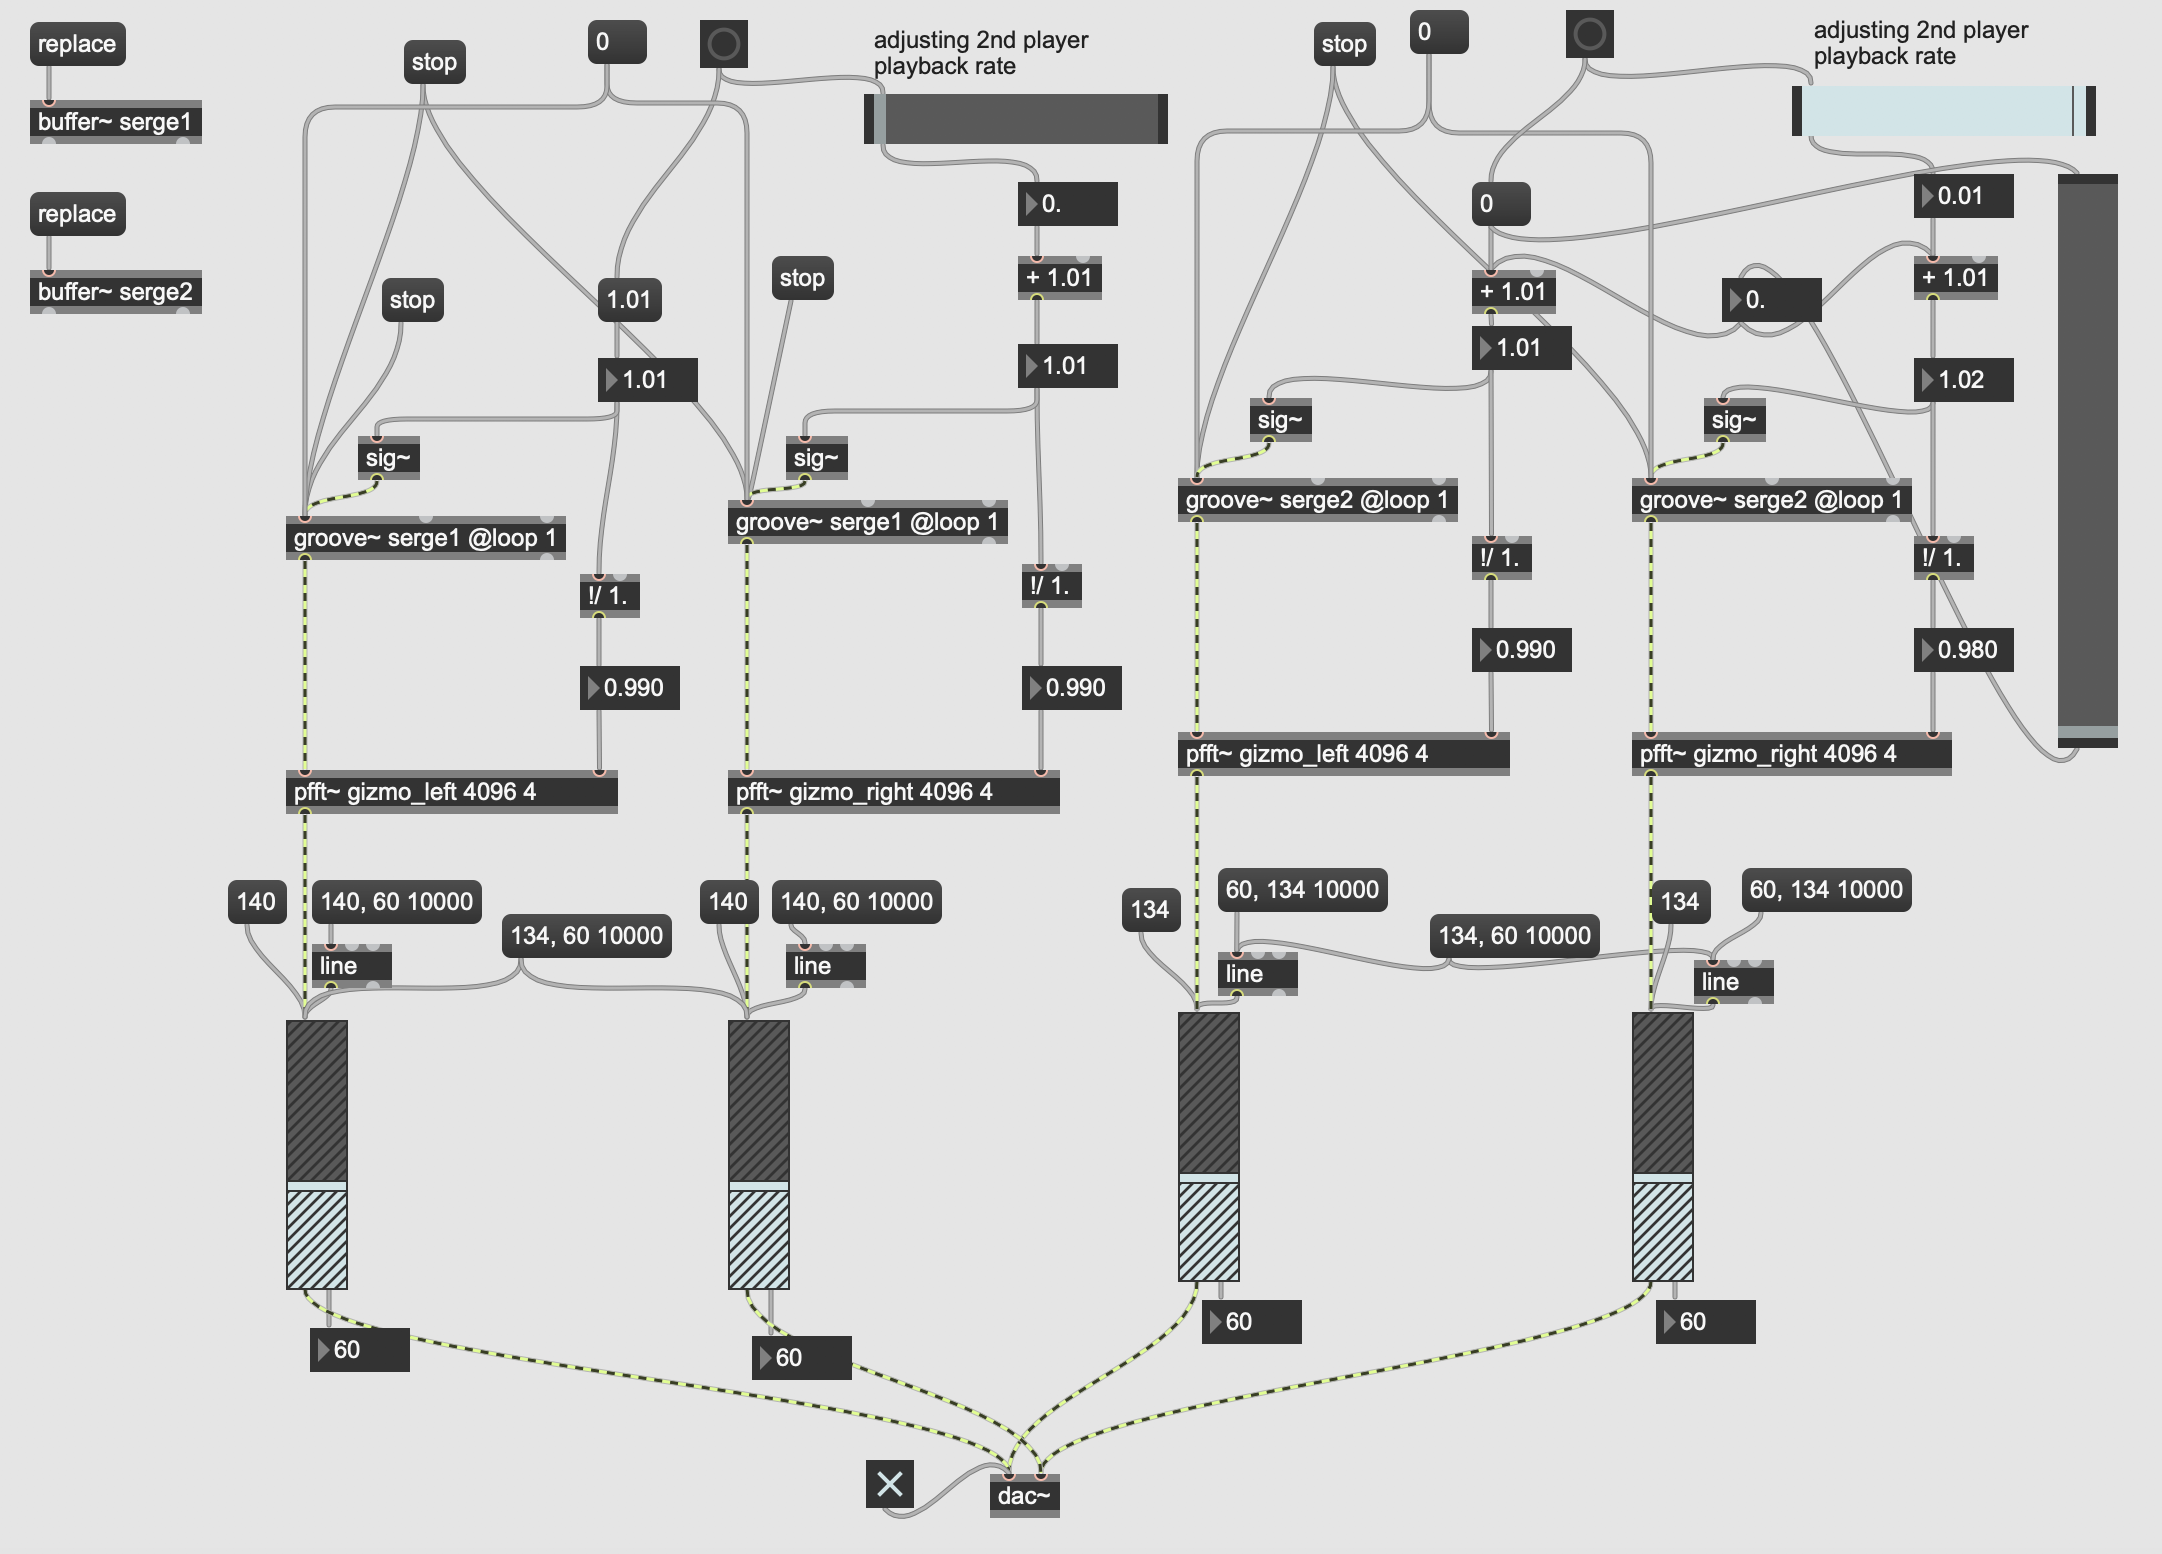 replace
buffer~ serge1
replace
buffer~ serge2
stop
0
adjusting 2nd player
playback rate
0.
+ 1.01
1.01
stop
1.01
1.01
stop
sig~
sig~
groove~ serge1 @loop 1
groove~ serge1 @loop 1
!/ 1.
!/ 1.
0.990
0.990
pfft~ gizmo_left 4096 4
pfft~ gizmo_right 4096 4
140
140, 60 10000
134, 60 10000
140
140, 60 10000
line
line
60
60
stop
0
adjusting 2nd player
playback rate
0
0.01
+ 1.01
0.
+ 1.01
1.01
1.02
sig~
sig~
groove~ serge2 @loop 1
groove~ serge2 @loop 1
!/ 1.
!/ 1.
0.990
0.980
pfft~ gizmo_left 4096 4
pfft~ gizmo_right 4096 4
134
60, 134 10000
134, 60 10000
134
60, 134 10000
line
line
60
60
dac~